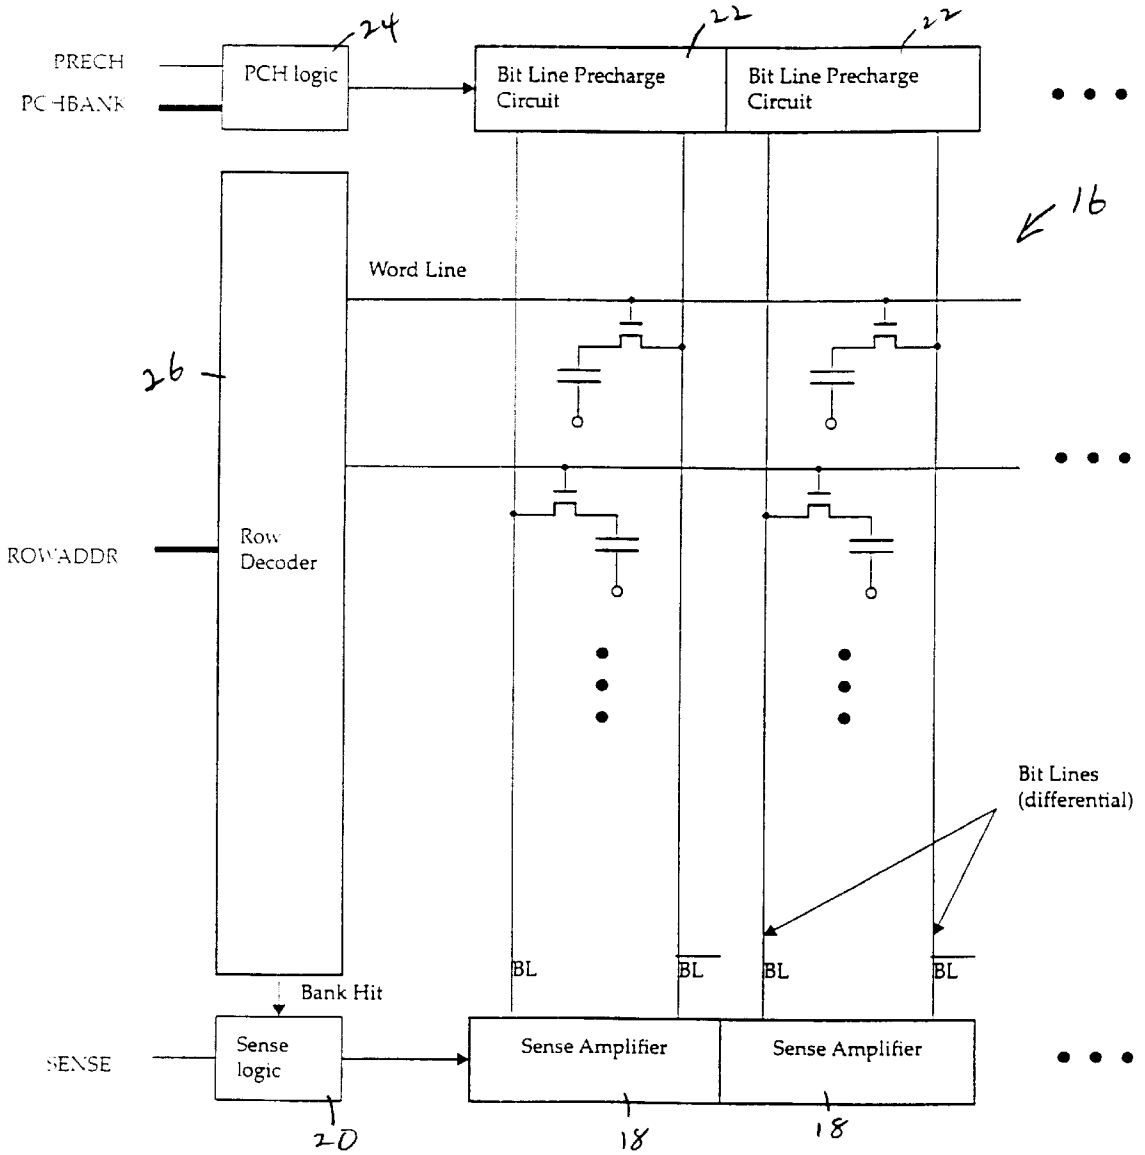 24
22
22
PRECH
PCH logic
Bit Line Precharge
Circuit
Bit Line Precharge
Circuit
PCHBANK
16
Word Line
26
ROWADDR
Row
Decoder
Bit Lines
(differential)
BL
BL
BL
BL
Bank Hit
SENSE
Sense
logic
Sense Amplifier
Sense Amplifier
20
18
18